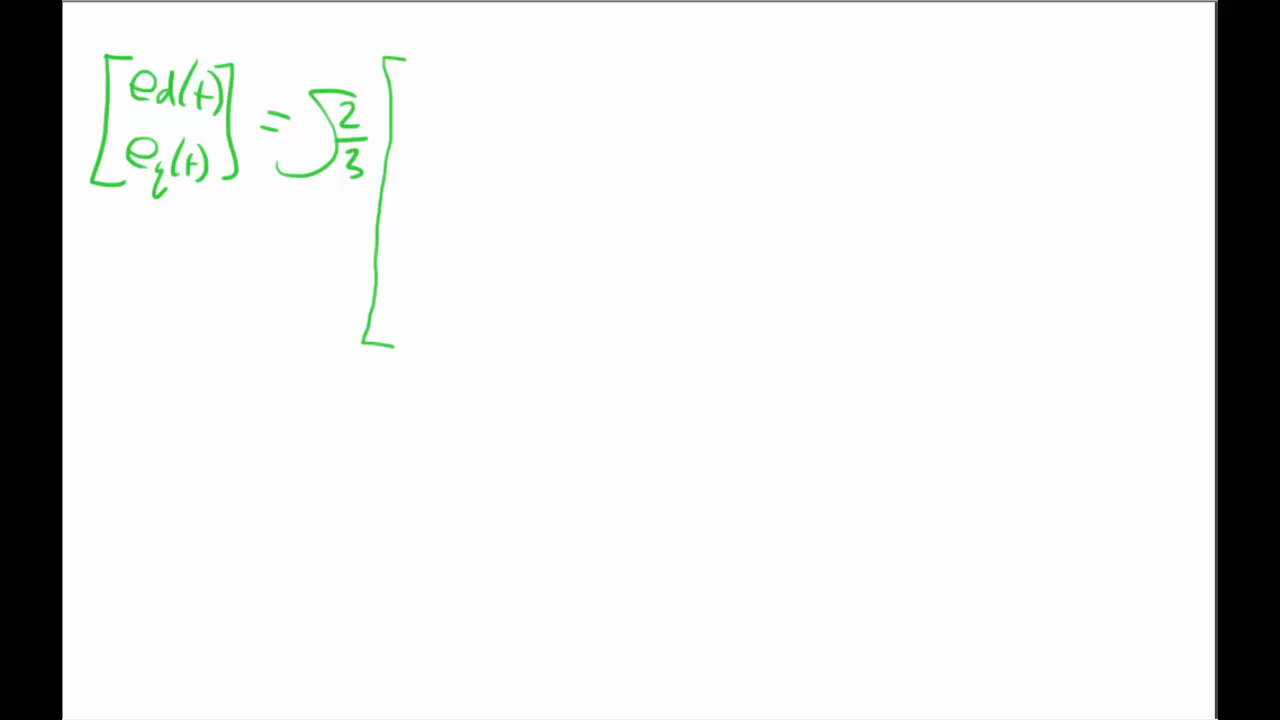 [ed(t)
eq(t)] = √2/3 [